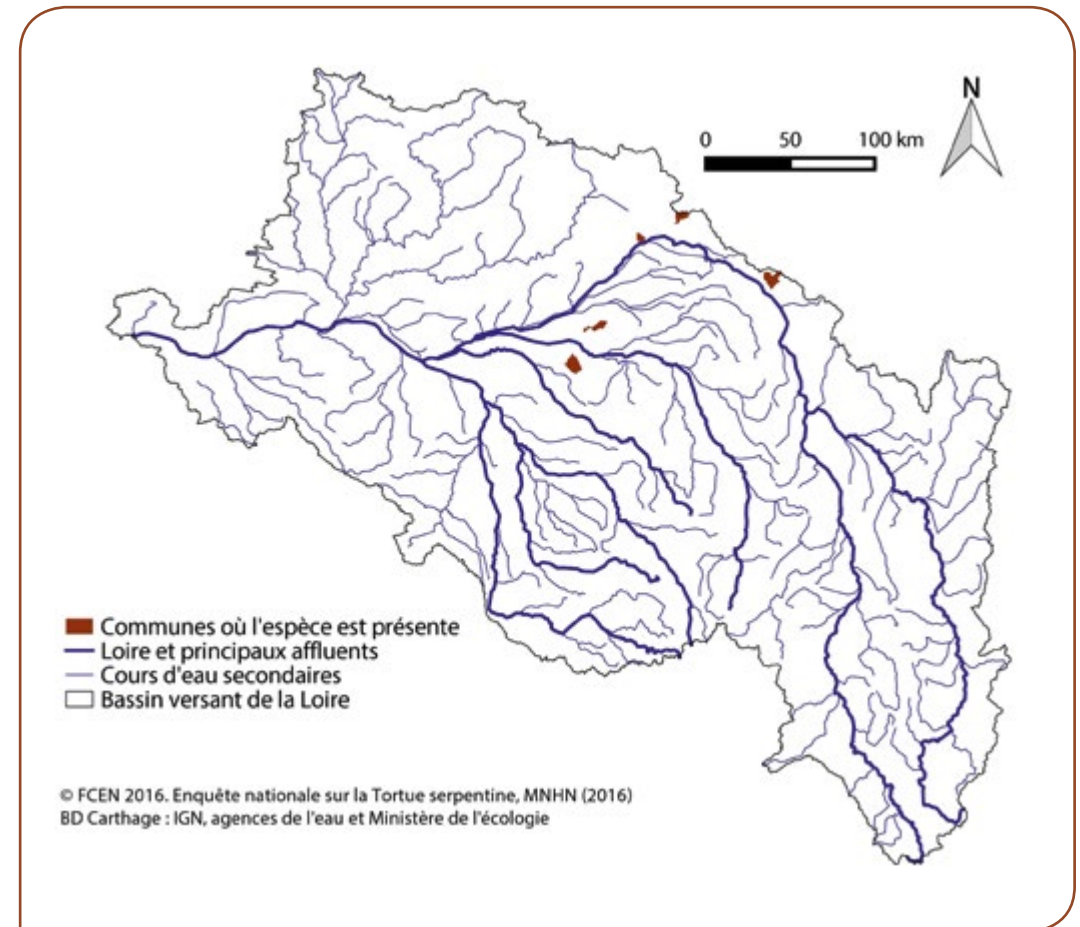 N
0 50 100 km
Communes où l'espèce est présente
Loire et principaux affluents
Cours d'eau secondaires
Bassin versant de la Loire
© FCEN 2016. Enquête nationale sur la Tortue serpentine, MNHN (2016)
BD Carthage : IGN, agences de l'eau et Ministère de l'écologie